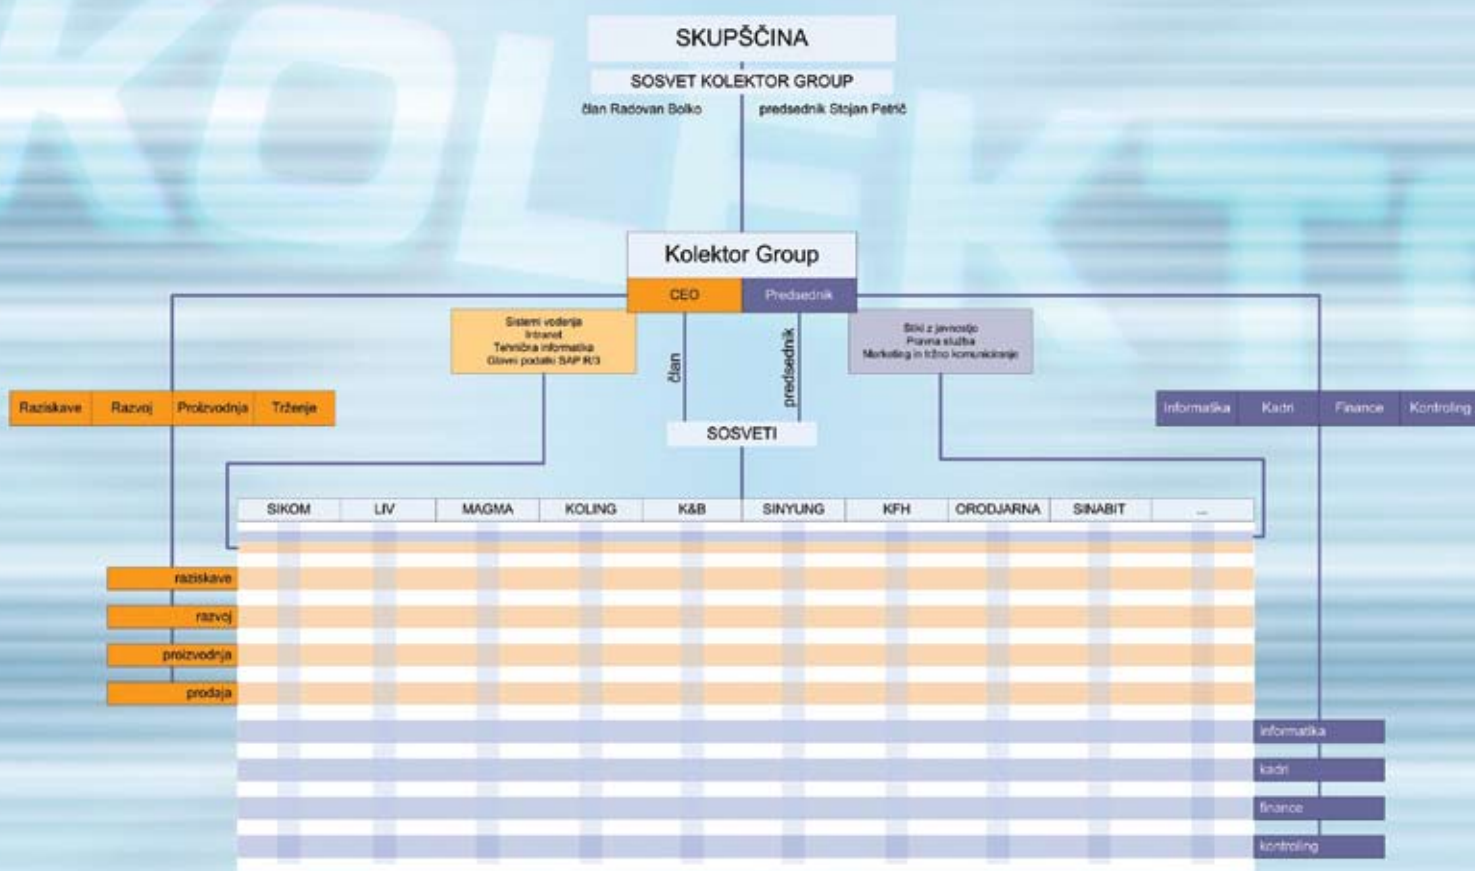 KOLEKT
SKUPŠČINA
SOSVET KOLEKTOR GROUP
član Radovan Bolko
predsednik Stojan Petrič
Kolektor Group
CEO
Predsednik
Sistemi vodenja
Intranet
Tehnična informatika
Glavni podatki SAP R/3
član
predsednik
Stiki z javnostjo
Pravna služba
Marketing in tržno komuniciranje
Raziskave
Razvoj
Proizvodnja
Trženje
Informatika
Kadri
Finance
Kontroling
SOSVETI
SIKOM
LIV
MAGMA
KOLING
K&B
SINYUNG
KFH
ORODJARNA
SINABIT
...
raziskave
razvoj
proizvodnja
prodaja
informatika
kadri
finance
kontroling